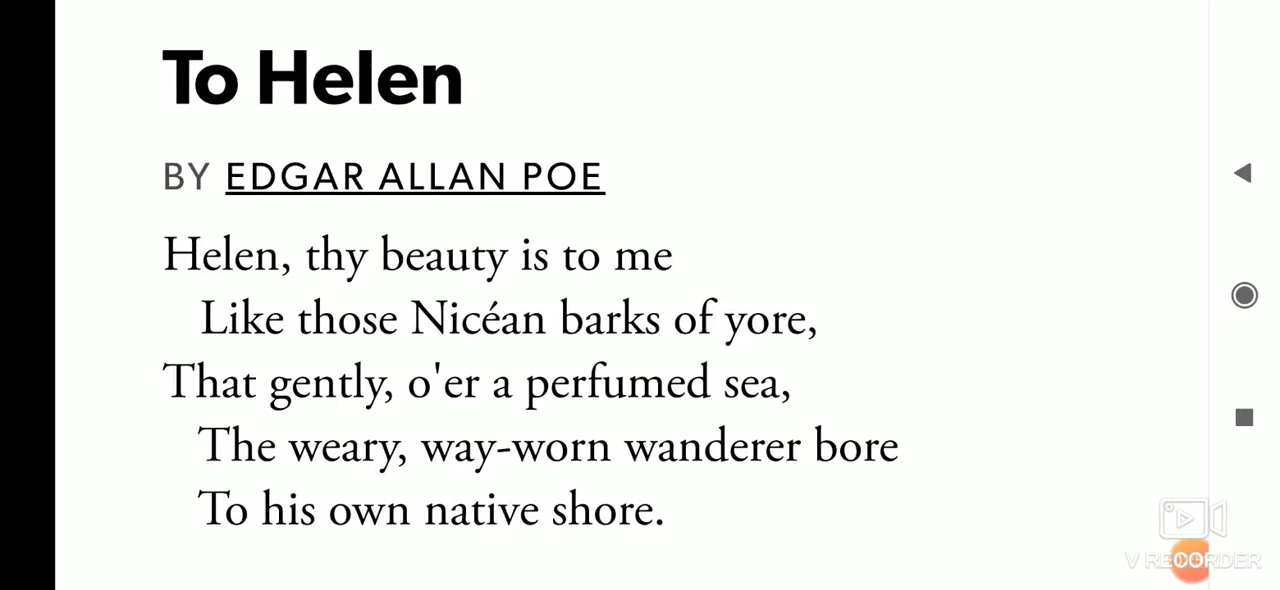 To Helen
BY EDGAR ALLAN POE
Helen, thy beauty is to me
Like those Nicéan barks of yore,
That gently, o'er a perfumed sea,
The weary, way-worn wanderer bore
To his own native shore.
V RECORDER